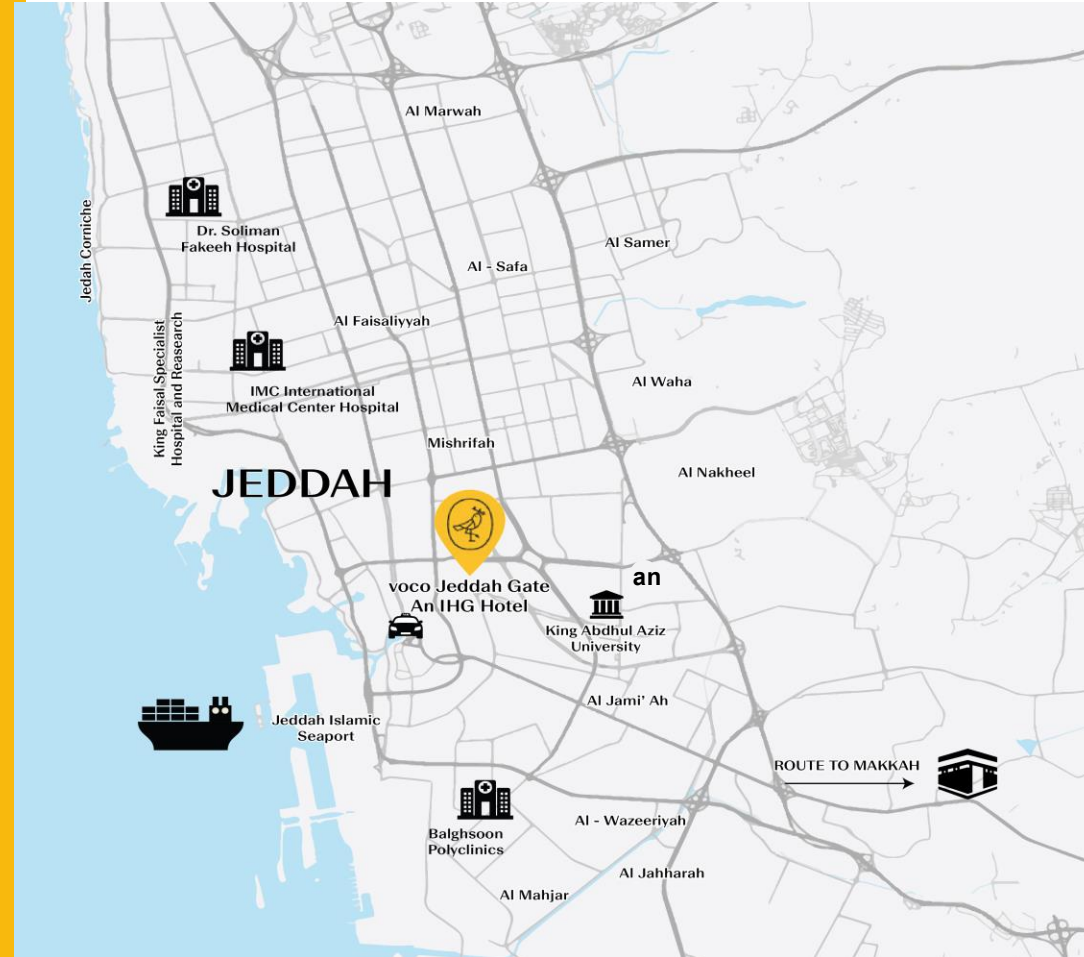 Al Marwah
Jedah Corniche
Dr. Soliman
Fakeeh Hospital
Al Samer
Al - Safa
Al Faisaliyyah
King Faisal Specialist
Hospital and Reasearch
IMC International
Medical Center Hospital
Al Waha
Mishrifah
Al Nakheel
JEDDAH
voco Jeddah Gate
An IHG Hotel
an
King Abdhul Aziz
University
Al Jami' Ah
Jeddah Islamic
Seaport
ROUTE TO MAKKAH
Balghsoon
Polyclinics
Al - Wazeeriyah
Al Jahharah
Al Mahjar